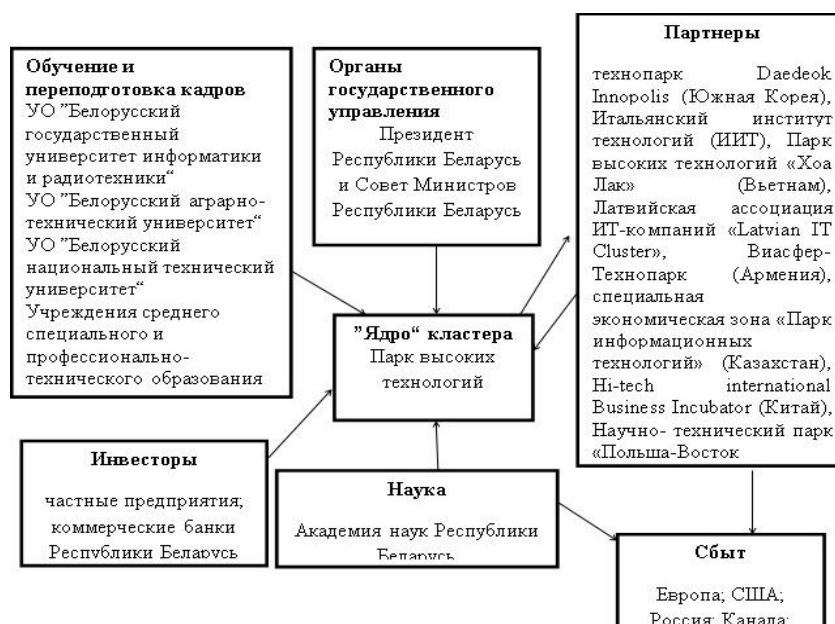 Обучение и
переподготовка кадров
УО ”Белорусский
государственный
университет информатики
и радиотехники“
УО ”Белорусский аграрно-
технический университет“
УО ”Белорусский
национальный технический
университет“
Учреждения среднего
специального и
профессионально-
технического образования
Органы
государственного
управления
Президент
Республики Беларусь
и Совет Министров
Республики Беларусь
Партнеры
технопарк Daedeok
Innopolis (Южная Корея),
Итальянский институт
технологий (ИИТ), Парк
высоких технологий «Хоа
Лак» (Вьетнам),
Латвийская ассоциация
ИТ-компаний «Latvian IT
Cluster», Виасфер-
Технопарк (Армения),
специальная
экономическая зона «Парк
информационных
технологий» (Казахстан),
Hi-tech international
Business Incubator (Китай),
Научно- технический парк
«Польша-Восток
”Ядро“ кластера
Парк высоких
технологий
Инвесторы
частные предприятия;
коммерческие банки
Республики Беларусь
Наука
Академия наук Республики
Беларусь
Сбыт
Европа; США;
Россия; Канада;